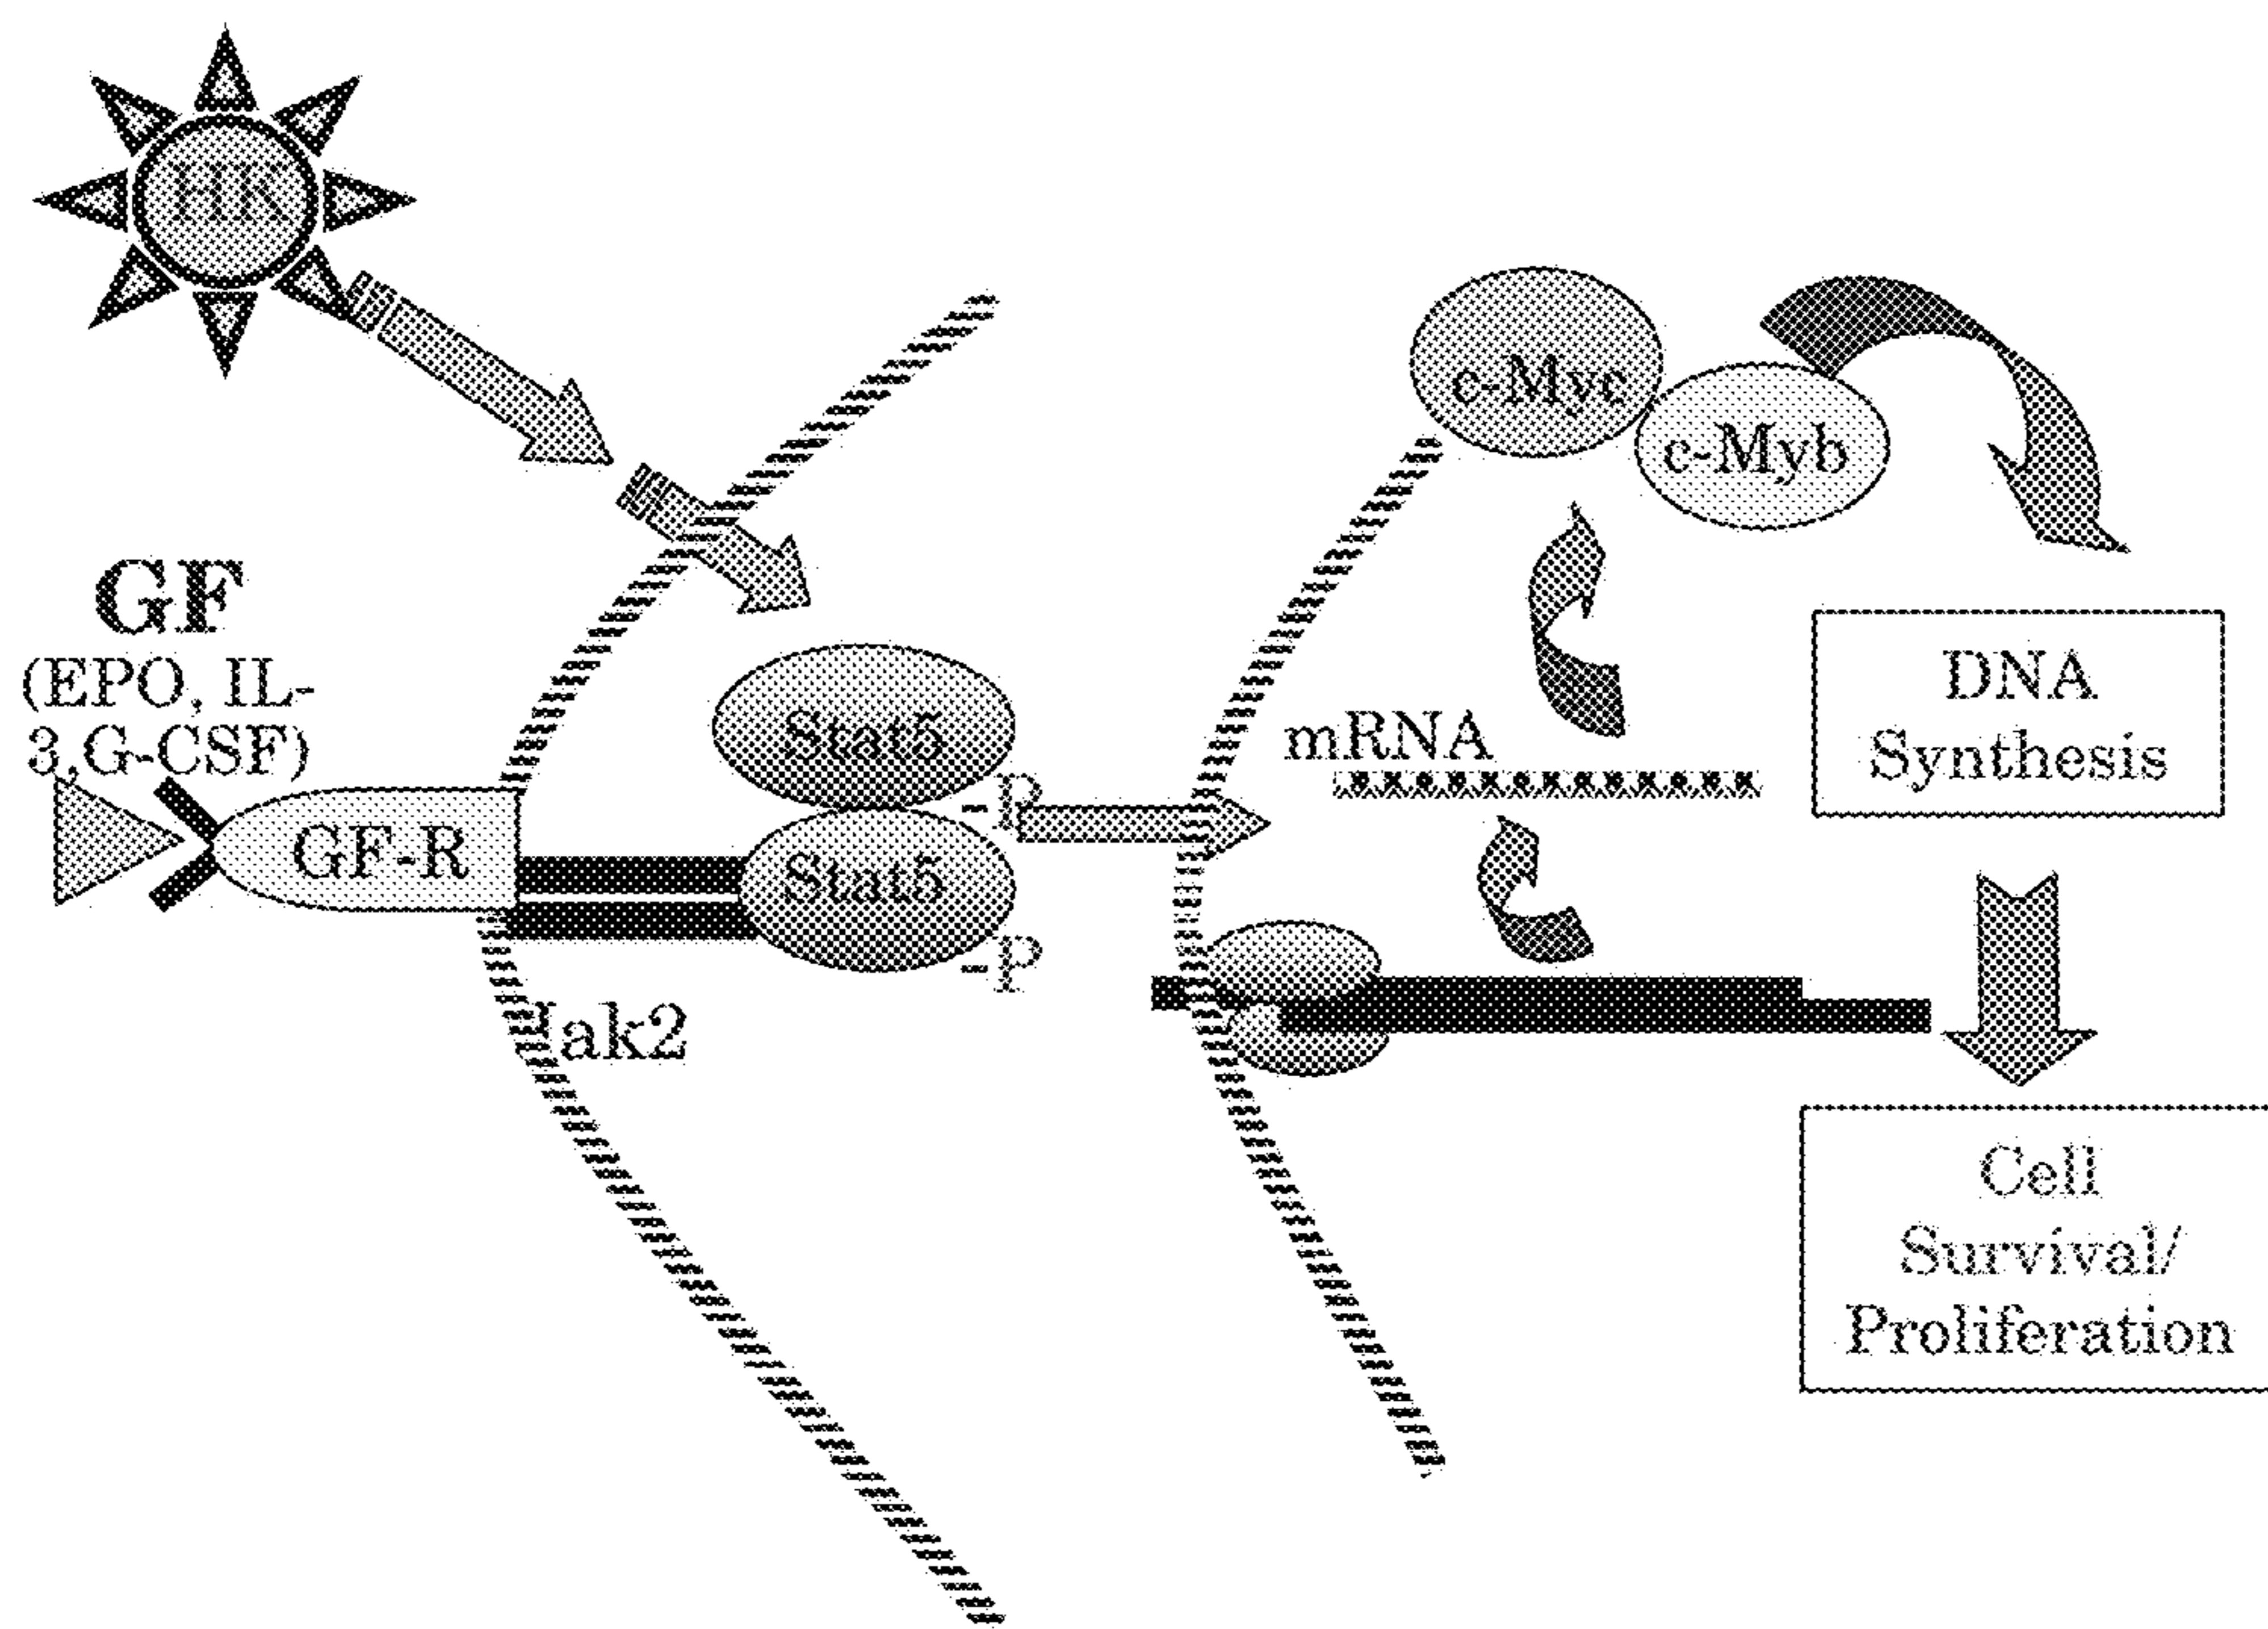 HK
GF
(EPO, IL-
3,G-CSF)
GF-R
Stat5
-P
Stat5
-P
Jak2
c-Myc
c-Myb
mRNA
DNA
Synthesis
Cell
Survival/
Proliferation